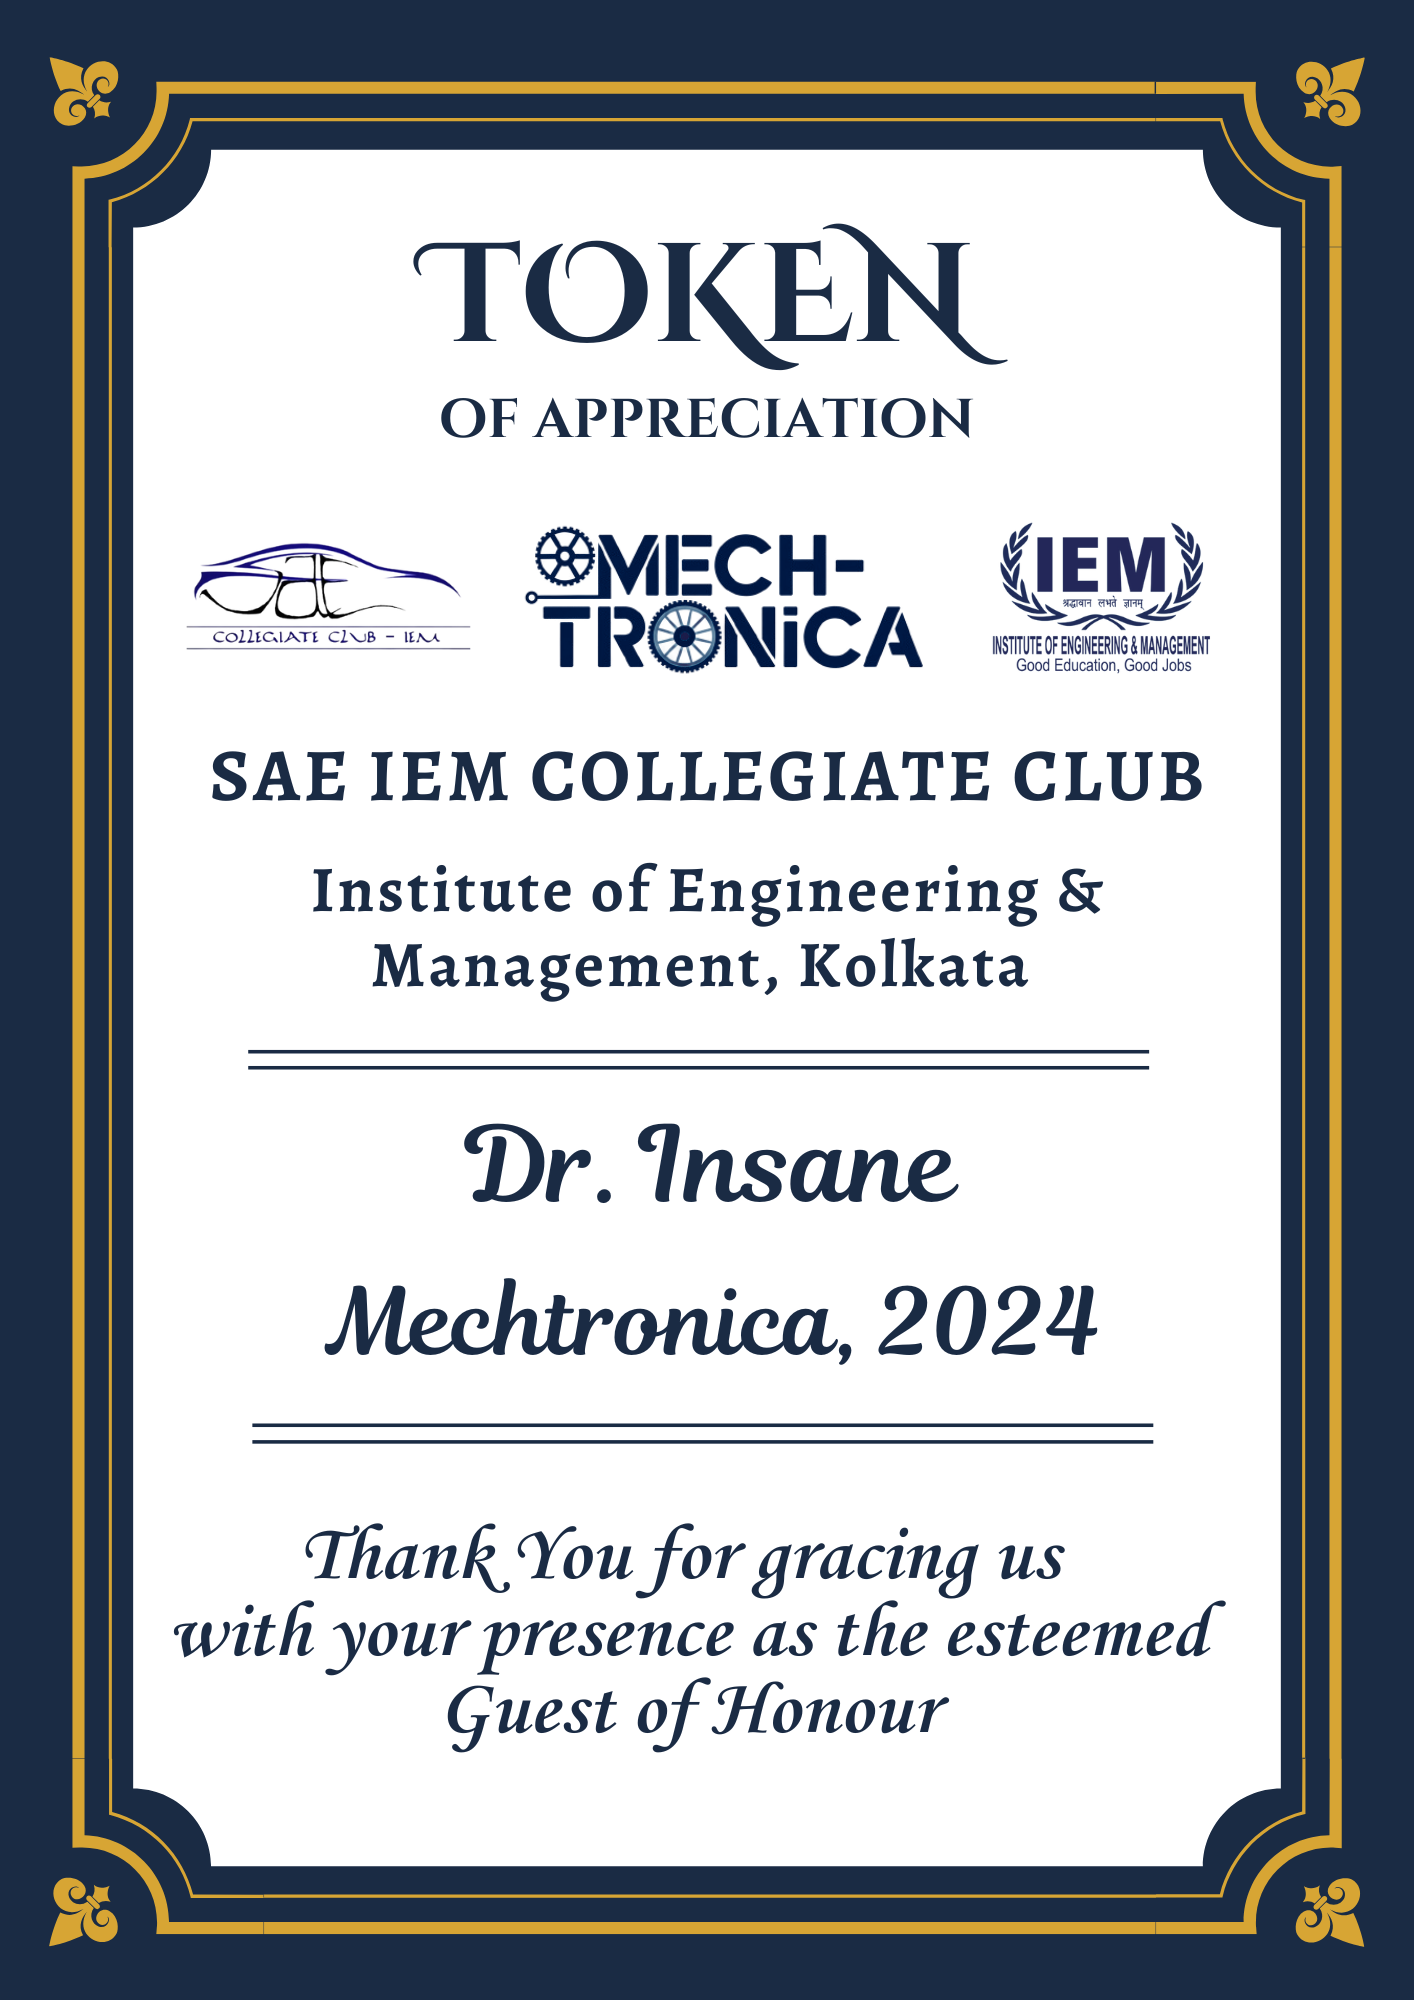 TOKEN
OF APPRECIATION
SAE
COLLEGIATE CLUB - IEM
MECH-
TRONiCA
IEM
श्रद्धावान लभते ज्ञानम्
INSTITUTE OF ENGINEERING & MANAGEMENT
Good Education, Good Jobs
SAE IEM COLLEGIATE CLUB
Institute of Engineering &
Management, Kolkata
Dr. Insane
Mechtronica, 2024
Thank You for gracing us
with your presence as the esteemed
Guest of Honour